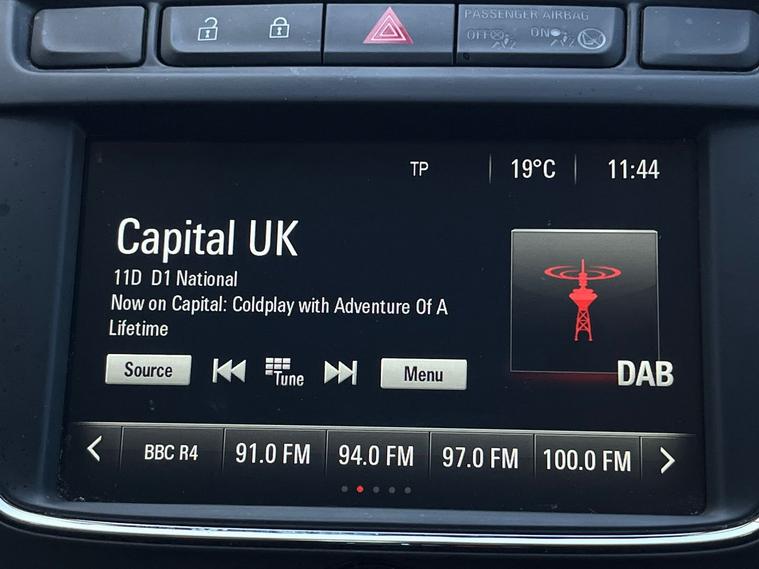 PASSENGER AIRBAG
OFF ON
TP 19°C 11:44
Capital UK
11D D1 National
Now on Capital: Coldplay with Adventure Of A
Lifetime
Source Tune Menu
DAB
BBC R4 91.0 FM 94.0 FM 97.0 FM 100.0 FM